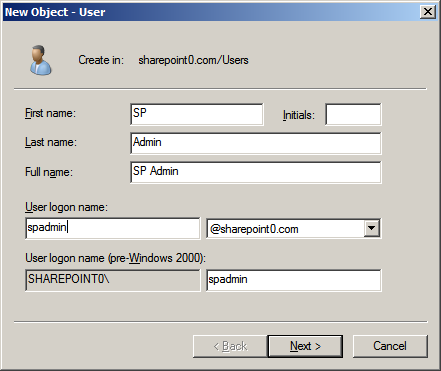 New Object - User
Create in: sharepoint0.com/Users
First name: SP Initials:
Last name: Admin
Full name: SP Admin
User logon name:
spadmin @sharepoint0.com
User logon name (pre-Windows 2000):
SHAREPOINT0\ spadmin
< Back Next > Cancel